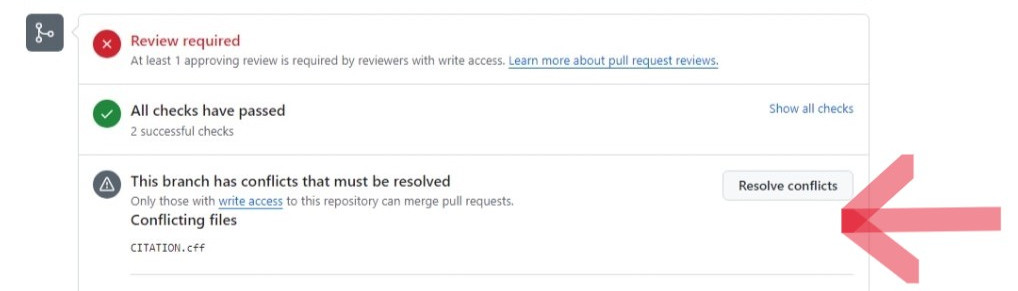 Review required
At least 1 approving review is required by reviewers with write access. Learn more about pull request reviews.
All checks have passed
Show all checks
2 successful checks
This branch has conflicts that must be resolved
Resolve conflicts
Only those with write access to this repository can merge pull requests.
Conflicting files
CITATION.cff